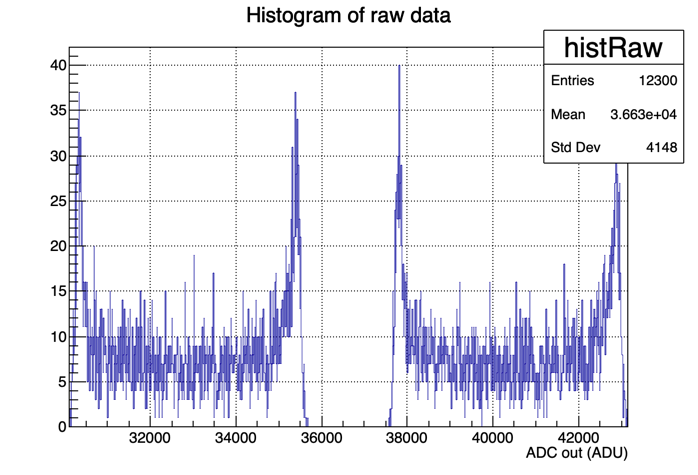 Histogram of raw data
histRaw
Entries 12300
Mean 3.663e+04
Std Dev 4148
40
35
30
25
20
15
10
5
0
32000 34000 36000 38000 40000 42000
ADC out (ADU)